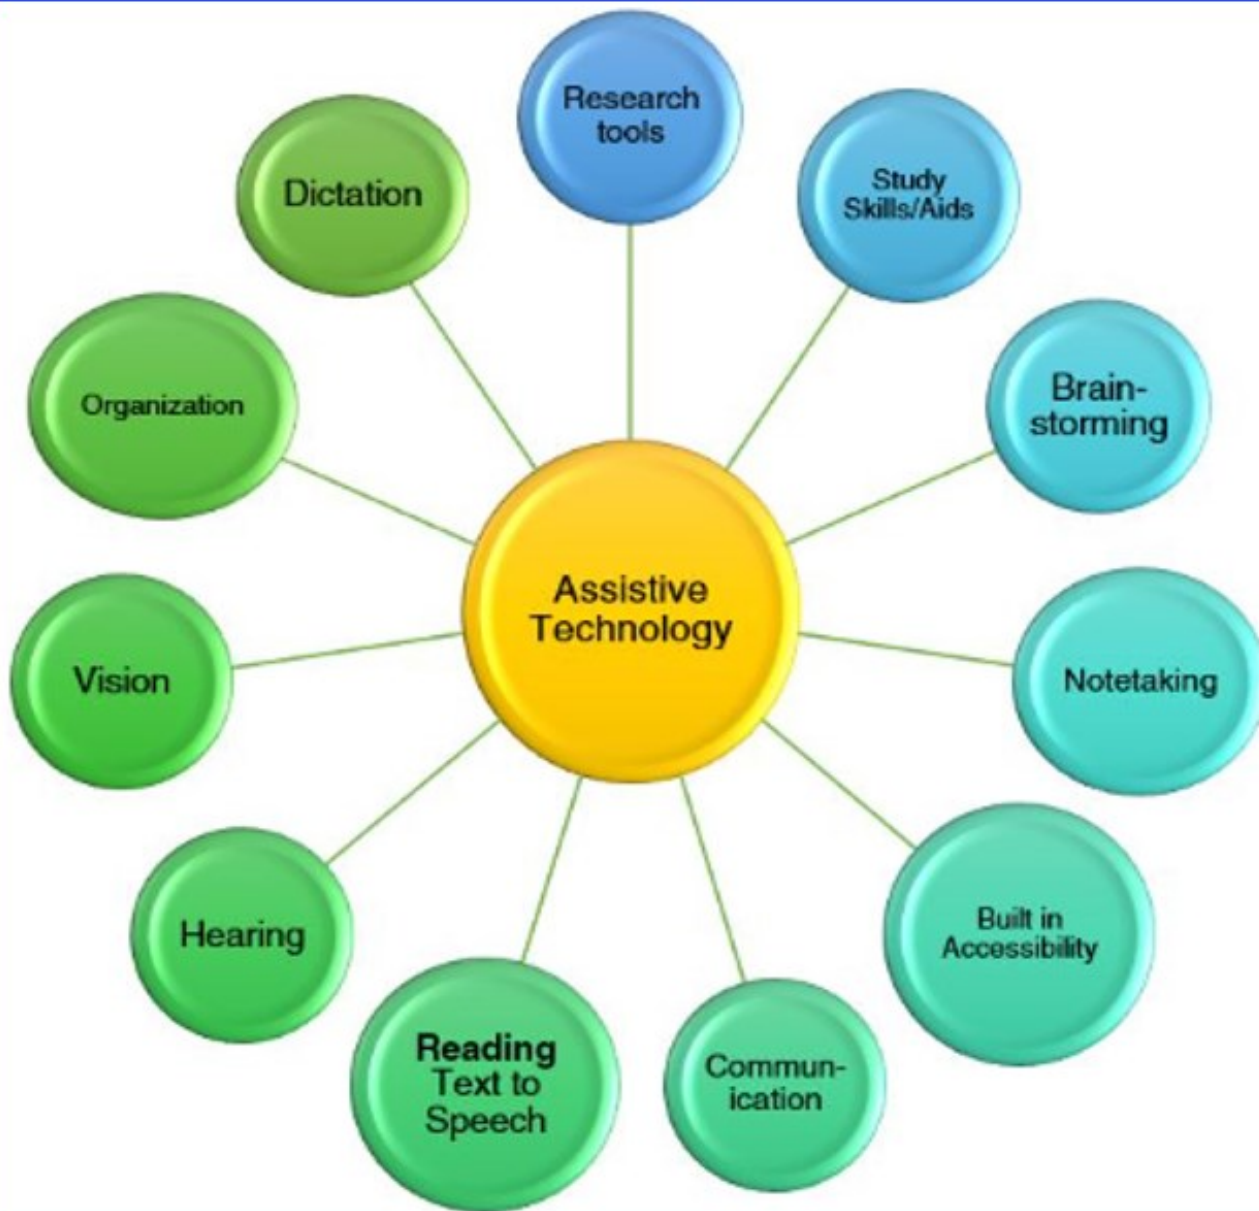 Research
tools
Study
Skills/Aids
Brain-
storming
Notetaking
Built in
Accessibility
Commun-
ication
Reading
Text to
Speech
Hearing
Vision
Organization
Dictation
Assistive
Technology